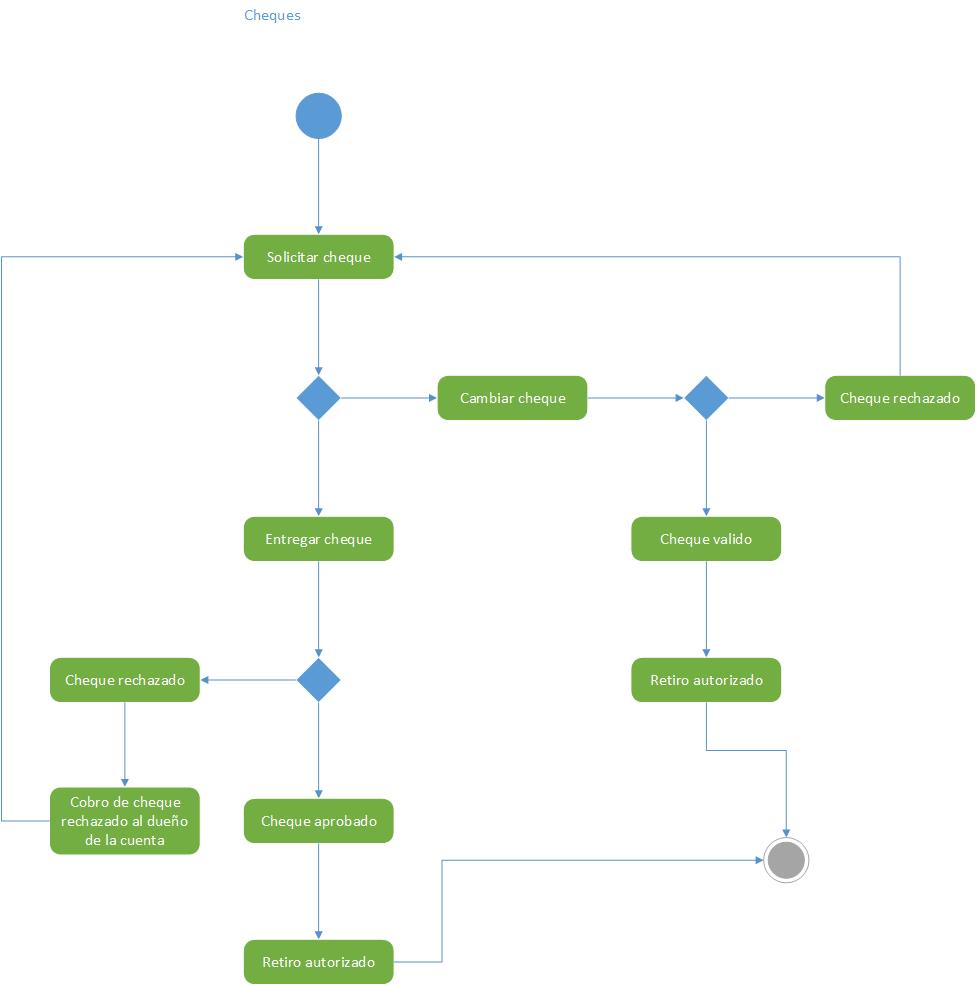 Cheques
Solicitar cheque
Cambiar cheque
Cheque rechazado
Entregar cheque
Cheque valido
Cheque rechazado
Retiro autorizado
Cobro de cheque
rechazado al dueño
de la cuenta
Cheque aprobado
Retiro autorizado